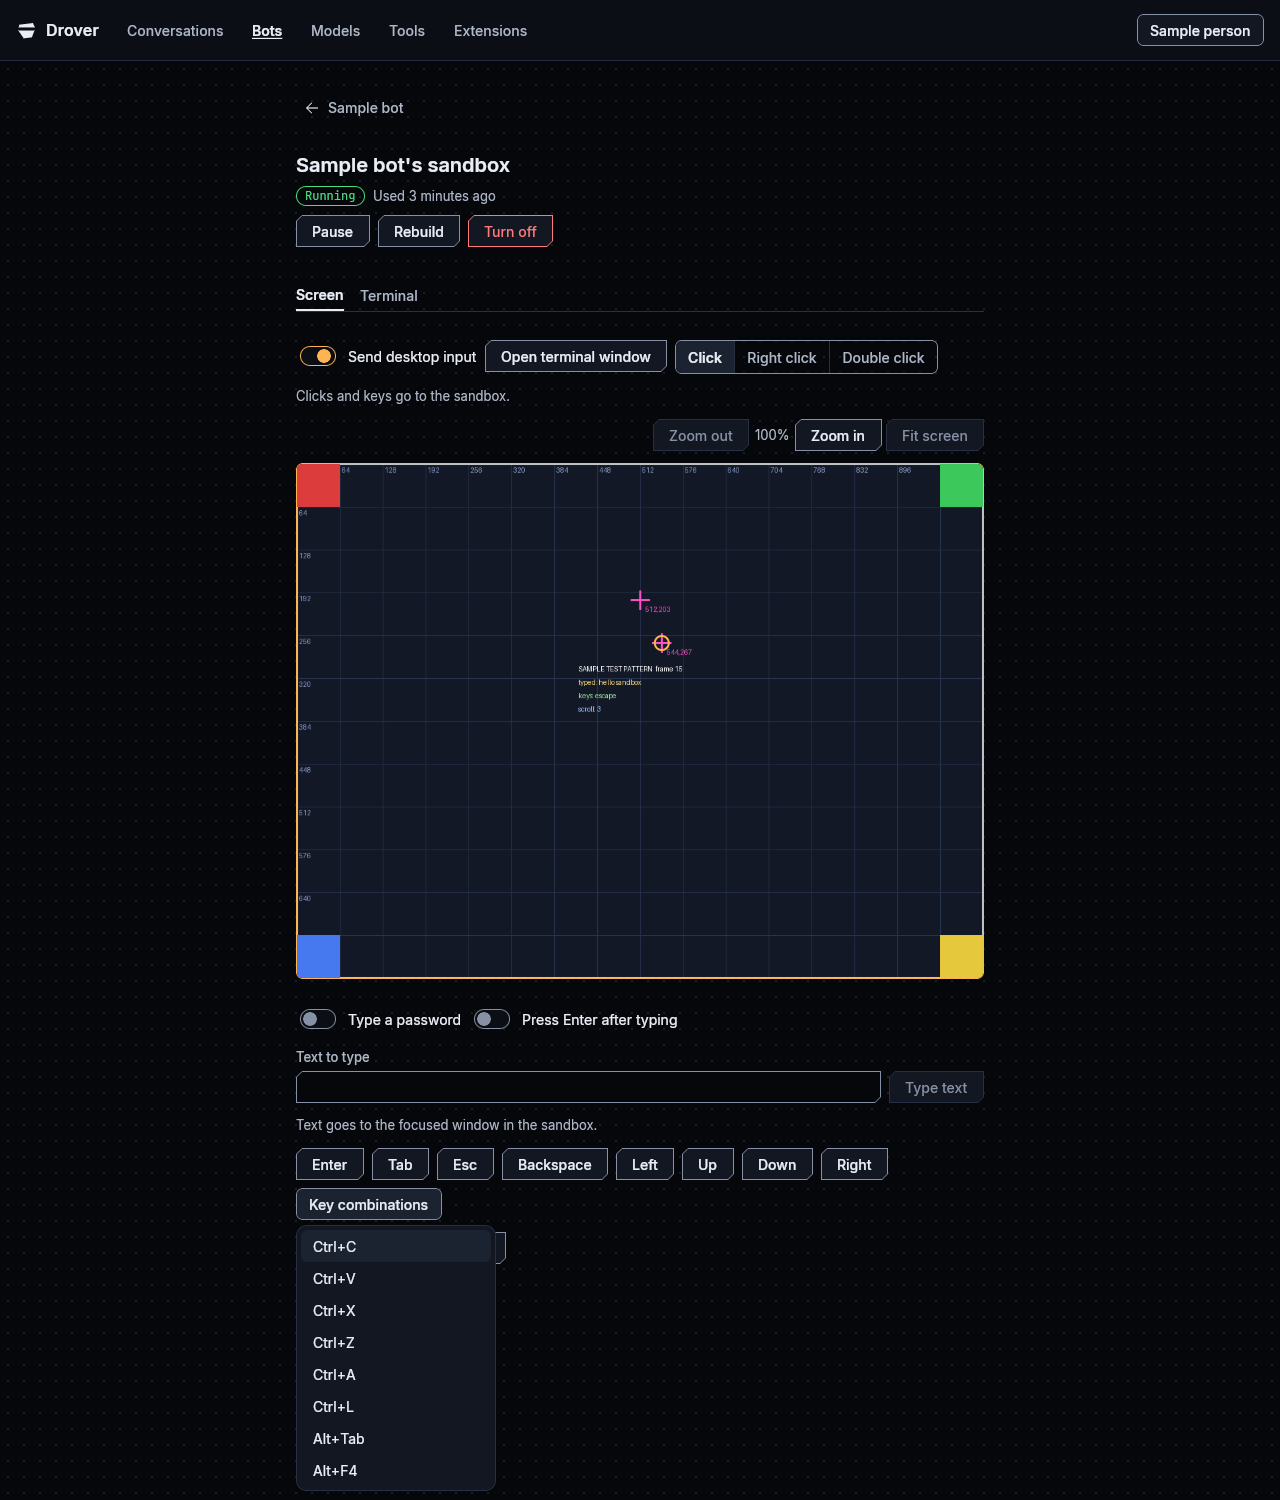 Drover
Conversations
Bots
Models
Tools
Extensions
Sample person
Sample bot
Sample bot's sandbox
Running
Used 3 minutes ago
Pause
Rebuild
Turn off
Screen
Terminal
Send desktop input
Open terminal window
Click
Right click
Double click
Clicks and keys go to the sandbox.
Zoom out
100%
Zoom in
Fit screen
64
128
192
256
320
384
448
512
576
640
704
768
832
896
64
128
192
256
320
384
448
512
576
640
512,203
544,267
SAMPLE TEST PATTERN frame 15
typed: hello sandbox
keys escape
scroll 3
Type a password
Press Enter after typing
Text to type
Type text
Text goes to the focused window in the sandbox.
Enter
Tab
Esc
Backspace
Left
Up
Down
Right
Key combinations
Ctrl+C
Ctrl+V
Ctrl+X
Ctrl+Z
Ctrl+A
Ctrl+L
Alt+Tab
Alt+F4